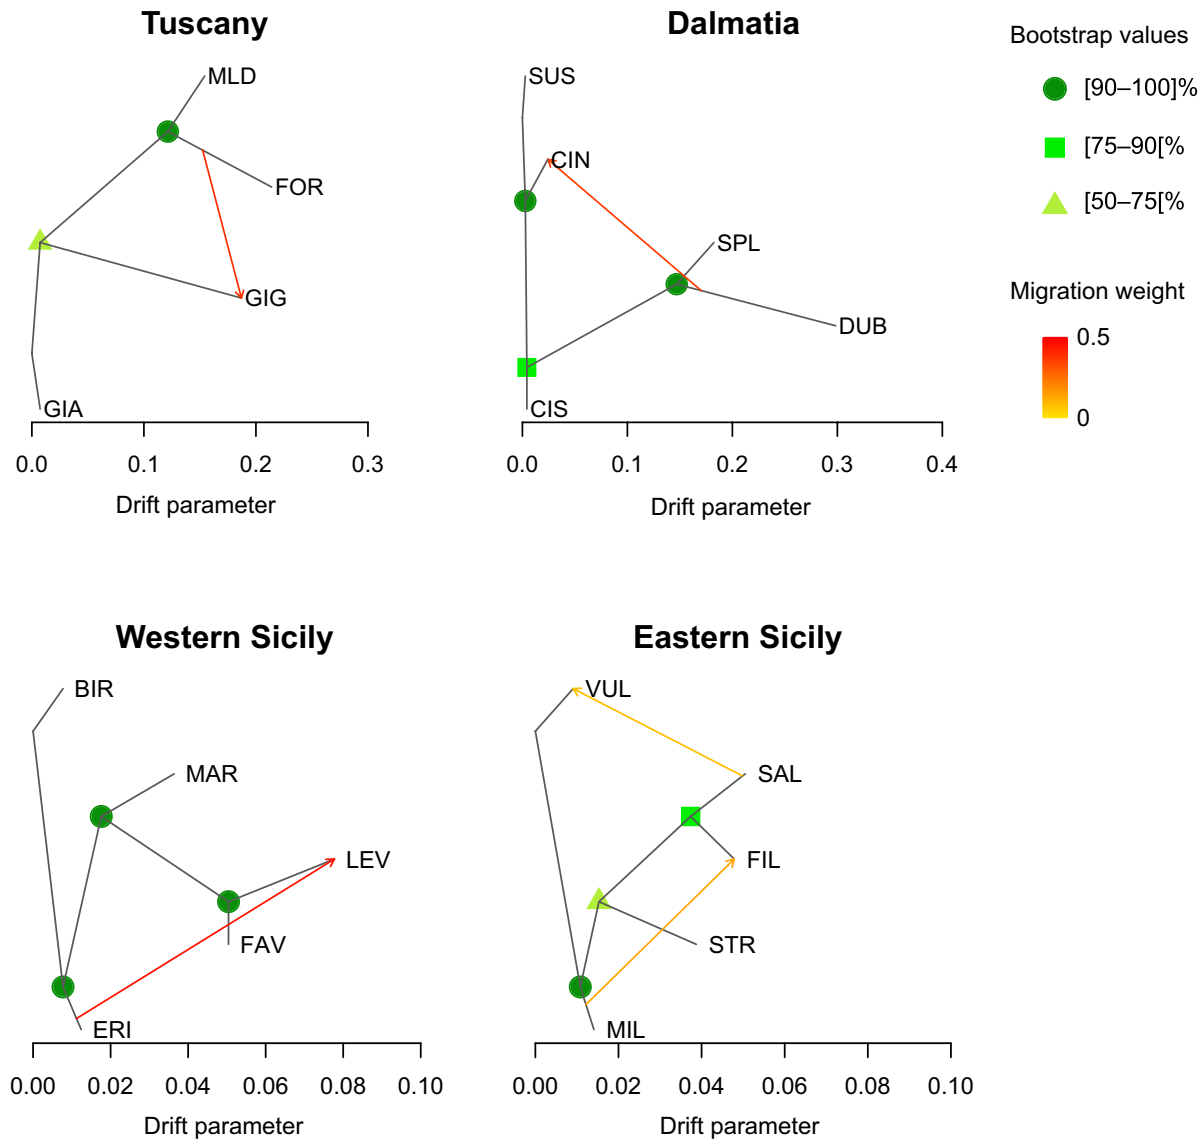 Tuscany
MLD
FOR
GIG
GIA
0.0 0.1 0.2 0.3
Drift parameter
Dalmatia
SUS
CIN
SPL
DUB
CIS
0.0 0.1 0.2 0.3 0.4
Drift parameter
Bootstrap values
[90–100]%
[75–90[%
[50–75[%
Migration weight
0.5
0
Western Sicily
BIR
MAR
LEV
FAV
ERI
0.00 0.02 0.04 0.06 0.08 0.10
Drift parameter
Eastern Sicily
VUL
SAL
FIL
STR
MIL
0.00 0.02 0.04 0.06 0.08 0.10
Drift parameter